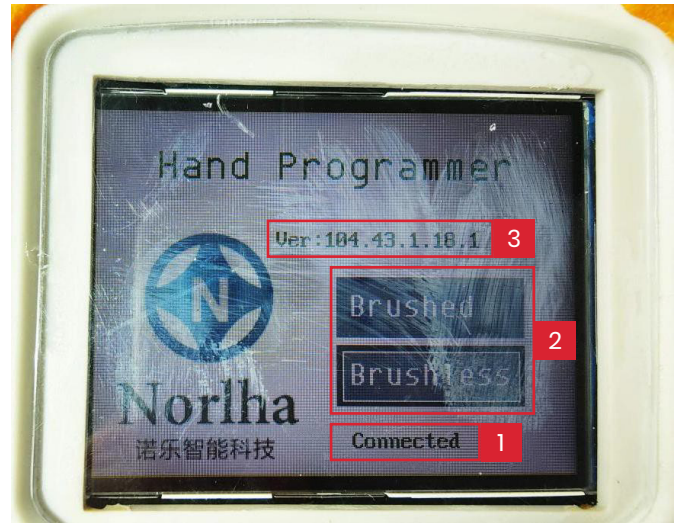 Hand Programmer
Ver:104.43.1.18.1
3
N
Brushed
2
Brushless
Norlha
诺乐智能科技
Connected
1